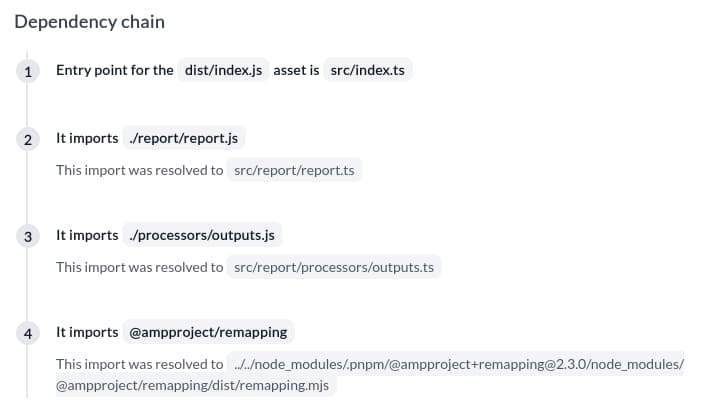 Dependency chain
1 Entry point for the dist/index.js asset is src/index.ts
2 It imports ./report/report.js
This import was resolved to src/report/report.ts
3 It imports ./processors/outputs.js
This import was resolved to src/report/processors/outputs.ts
4 It imports @ampproject/remapping
This import was resolved to ../../node_modules/.pnpm/@ampproject+remapping@2.3.0/node_modules/
@ampproject/remapping/dist/remapping.mjs